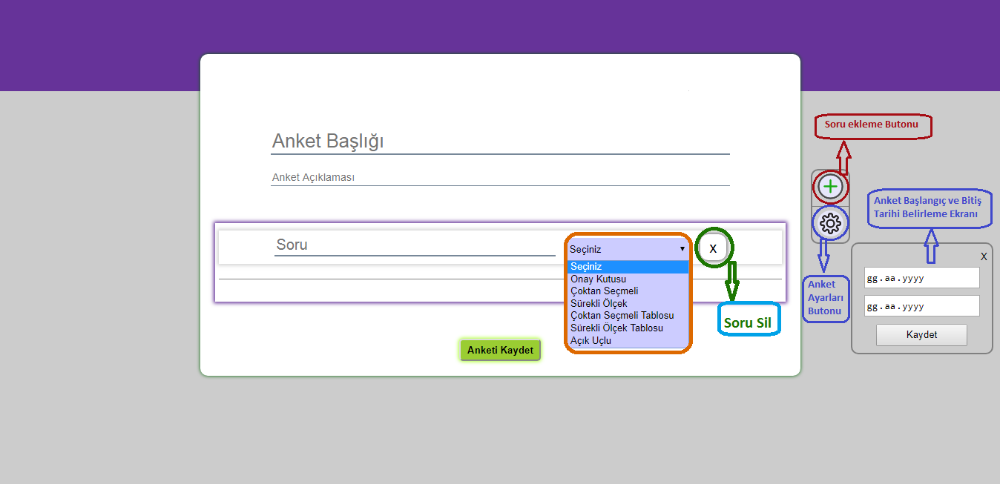 Soru ekleme Butonu
Anket Başlığı
Anket Açıklaması
Anket Başlangıç ve Bitiş
Tarihi Belirleme Ekranı
Soru
Seçiniz
X
Seçiniz
Onay Kutusu
Çoktan Seçmeli
Sürekli Ölçek
Çoktan Seçmeli Tablosu
Sürekli Ölçek Tablosu
Açık Uçlu
Soru Sil
Anketi Kaydet
Anket
Ayarları
Butonu
X
gg.aa.yyyy
gg.aa.yyyy
Kaydet